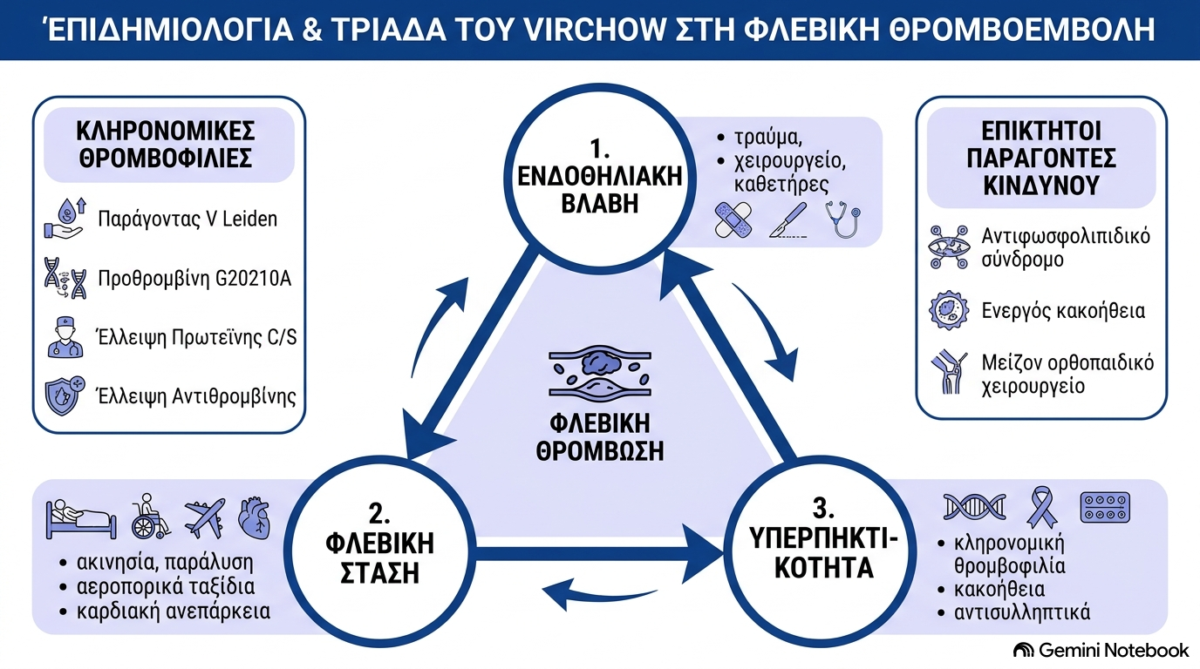 ἘΠΙΔΗΜΙΟΛΟΓΙΑ & ΤΡΙΑΔΑ ΤΟΥ VIRCHOW ΣΤΗ ΦΛΕΒΙΚΗ ΘΡΟΜΒΟΕΜΒΟΛΗ
ΚΛΗΡΟΝΟΜΙΚΕΣ
ΘΡΟΜΒΟΦΙΛΙΕΣ
Παράγοντας V Leiden
Προθρομβίνη G20210A
Έλλειψη Πρωτεΐνης C/S
Έλλειψη Αντιθρομβίνης
1.
ΕΝΔΟΘΗΛΙΑΚΗ
ΒΛΑΒΗ
• τραύμα,
• χειρουργείο,
καθετήρες
ΕΠΙΚΤΗΤΟΙ
ΠΑΡΑΓΟΝΤΕΣ
ΚΙΝΔΥΝΟΥ
Αντιφωσφολιπιδικό
σύνδρομο
Ενεργός κακοήθεια
Μείζον ορθοπαιδικό
χειρουργείο
ΦΛΕΒΙΚΗ
ΘΡΟΜΒΩΣΗ
• ακινησία, παράλυση
• αεροπορικά ταξίδια
• καρδιακή ανεπάρκεια
2.
ΦΛΕΒΙΚΗ
ΣΤΑΣΗ
3.
ΥΠΕΡΠΗΚΤΙ-
ΚΟΤΗΤΑ
• κληρονομική
θρομβοφιλία
• κακοήθεια
• αντισυλληπτικά
Gemini Notebook